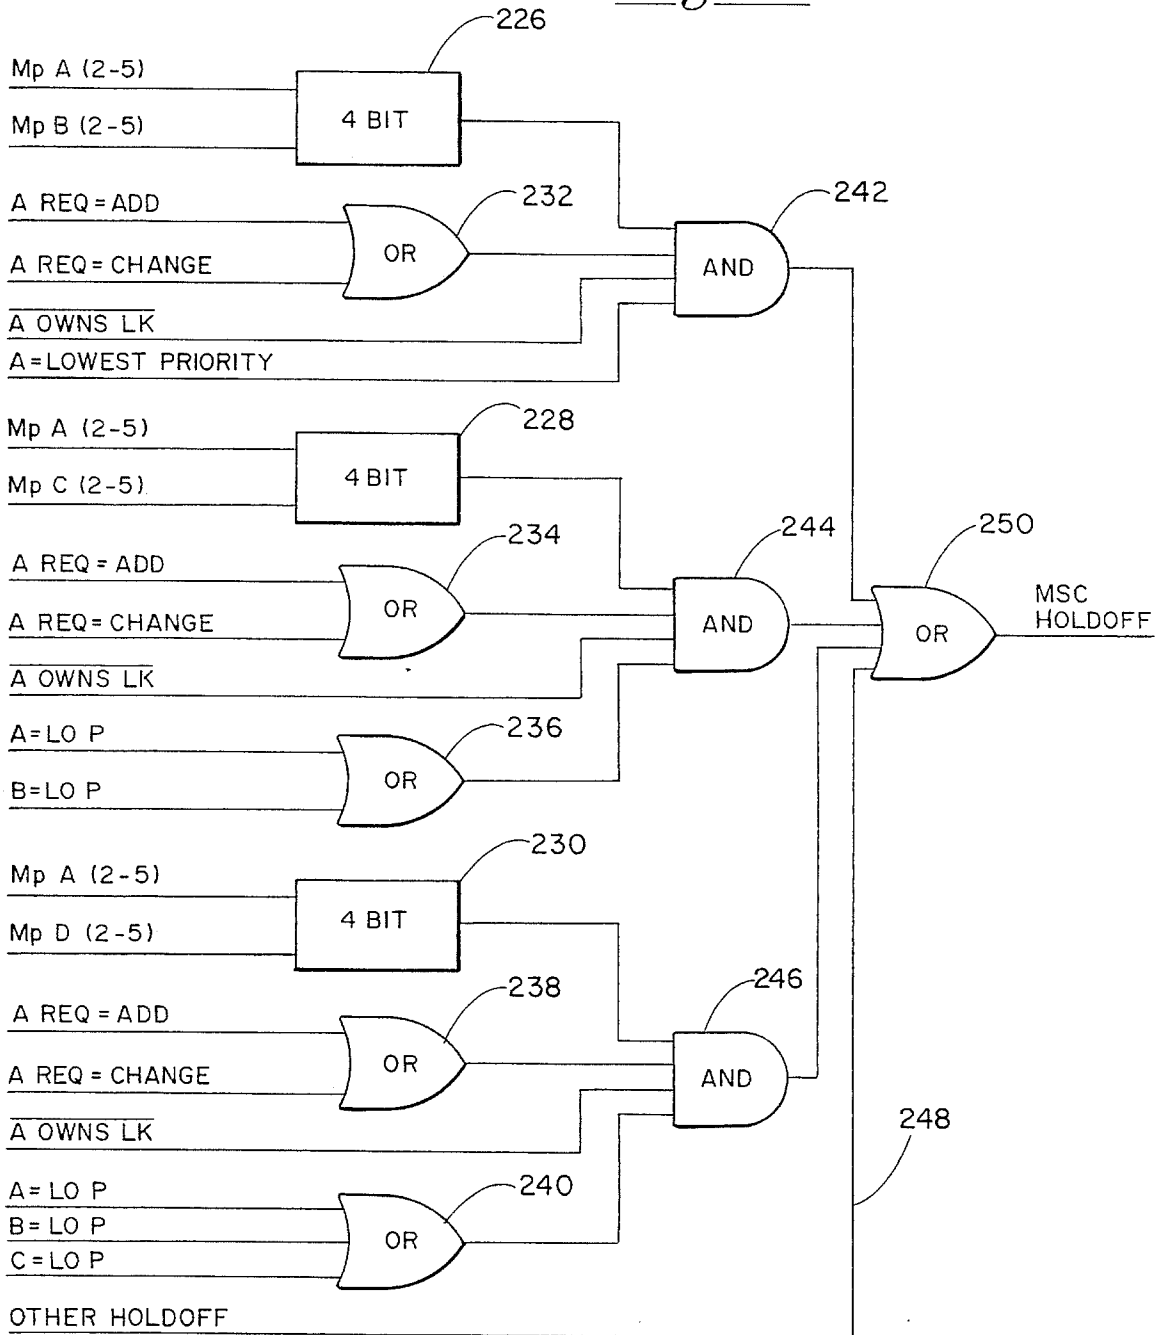 226
Mp A (2-5)
4 BIT
Mp B (2-5)
A REQ=ADD
232
242
OR
A REQ=CHANGE
AND
A OWNS LK
A=LOWEST PRIORITY
Mp A (2-5)
228
4 BIT
Mp C (2-5)
A REQ=ADD
234
244
250
OR
A REQ=CHANGE
AND
OR
MSC
HOLDOFF
A OWNS LK
A=LO P
236
OR
B=LO P
230
Mp A (2-5)
4 BIT
Mp D (2-5)
238
246
A REQ=ADD
OR
A REQ=CHANGE
AND
A OWNS LK
248
A=LO P
240
B=LO P
OR
C=LO P
OTHER HOLDOFF